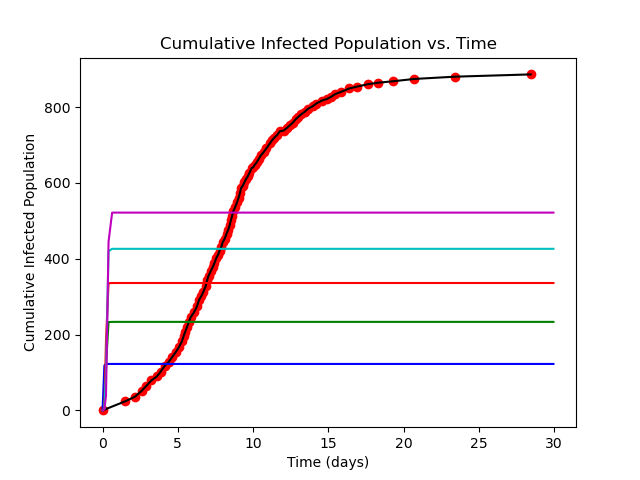 Cumulative Infected Population vs. Time
Cumulative Infected Population
800
600
400
200
0
0 5 10 15 20 25 30
Time (days)